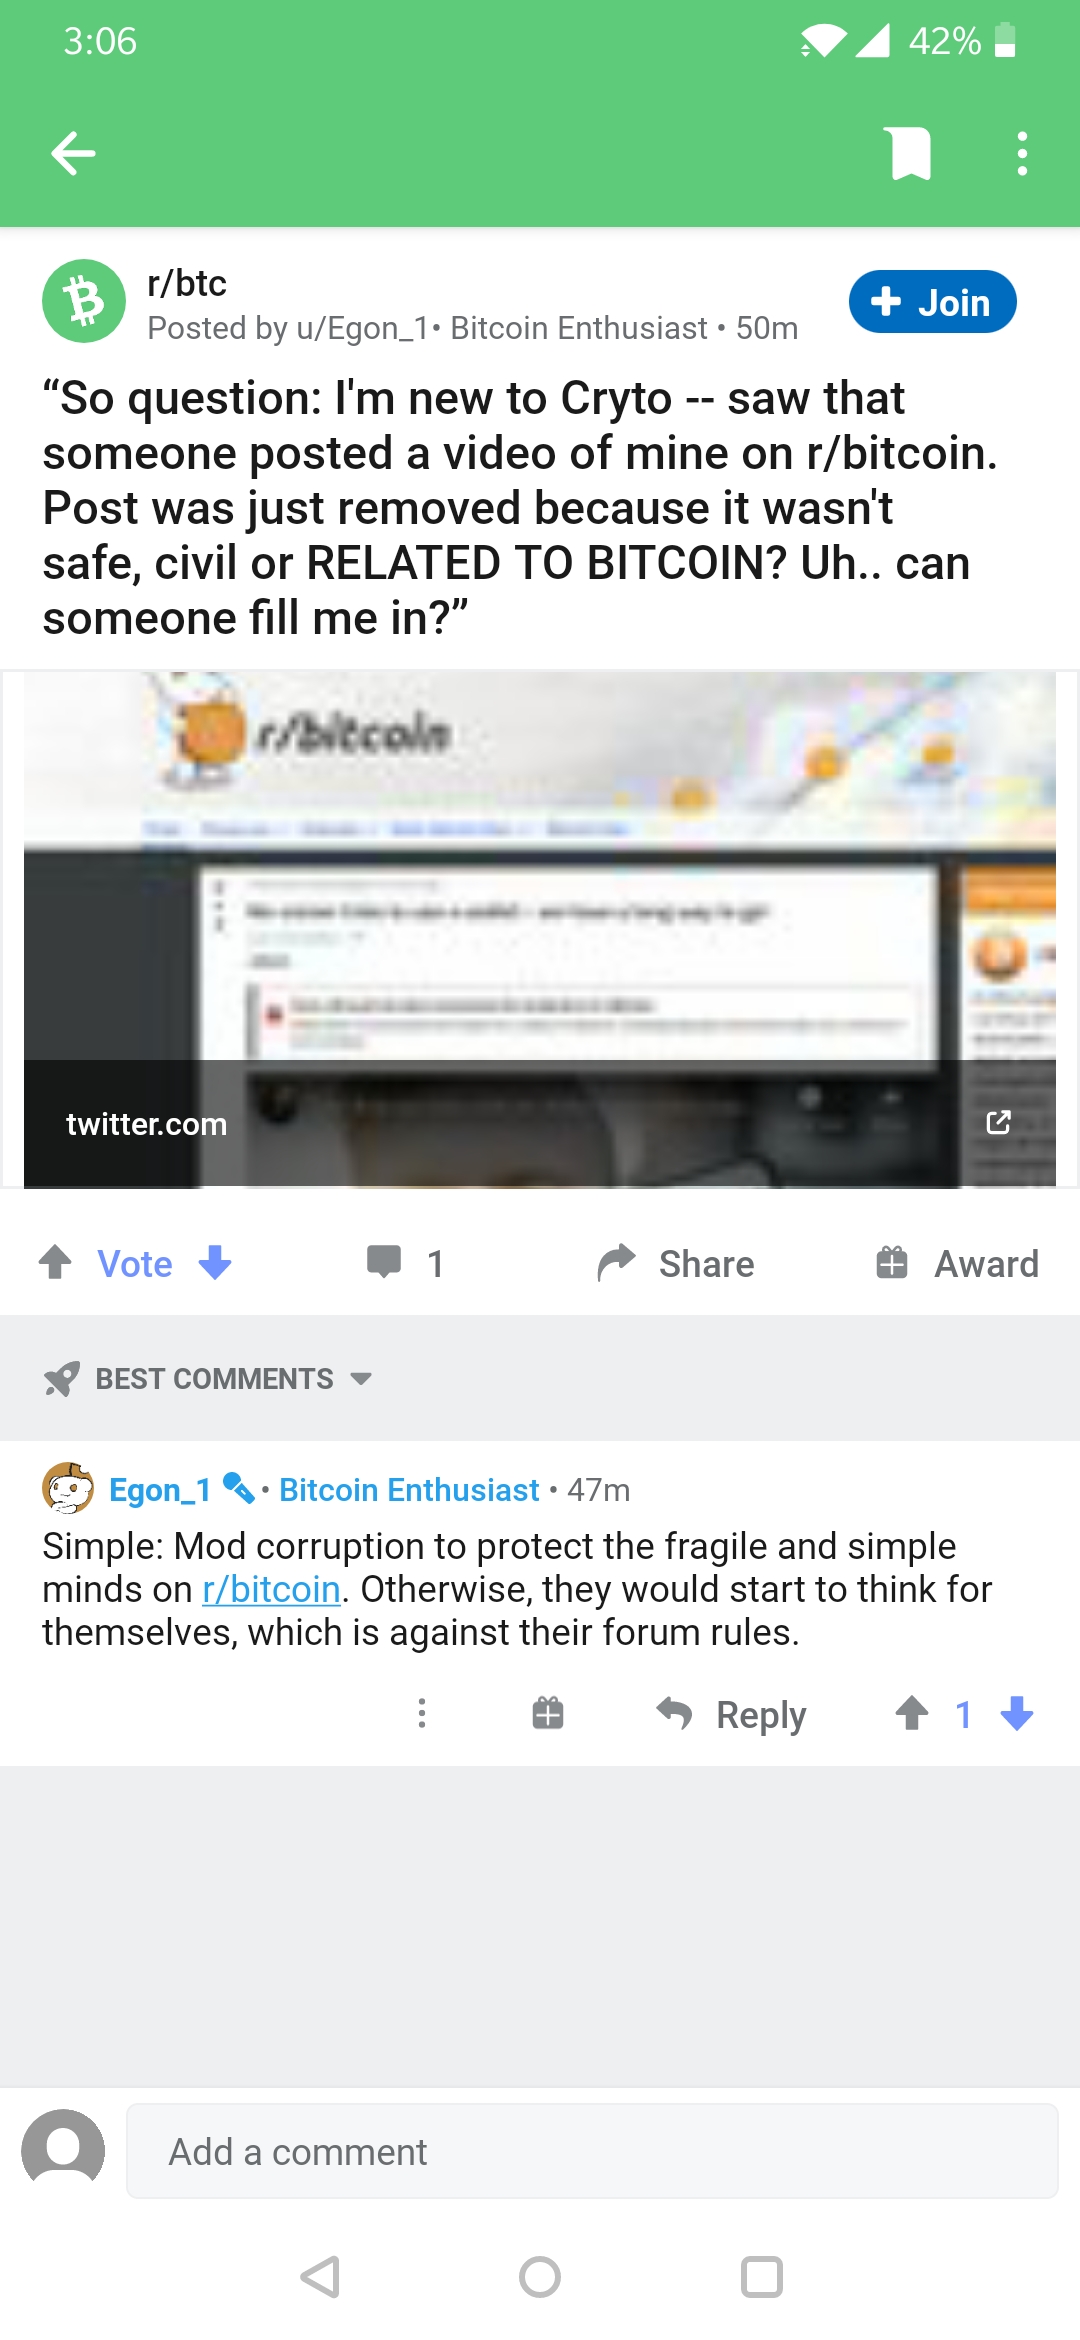 3:06
42%
r/btc
Posted by u/Egon_1• Bitcoin Enthusiast • 50m
Join
“So question: I'm new to Cryto -- saw that
someone posted a video of mine on r/bitcoin.
Post was just removed because it wasn't
safe, civil or RELATED TO BITCOIN? Uh.. can
someone fill me in?”
r/bitcoin
twitter.com
Vote
1
Share
Award
BEST COMMENTS
Egon_1 • Bitcoin Enthusiast • 47m
Simple: Mod corruption to protect the fragile and simple
minds on r/bitcoin. Otherwise, they would start to think for
themselves, which is against their forum rules.
Reply
1
Add a comment